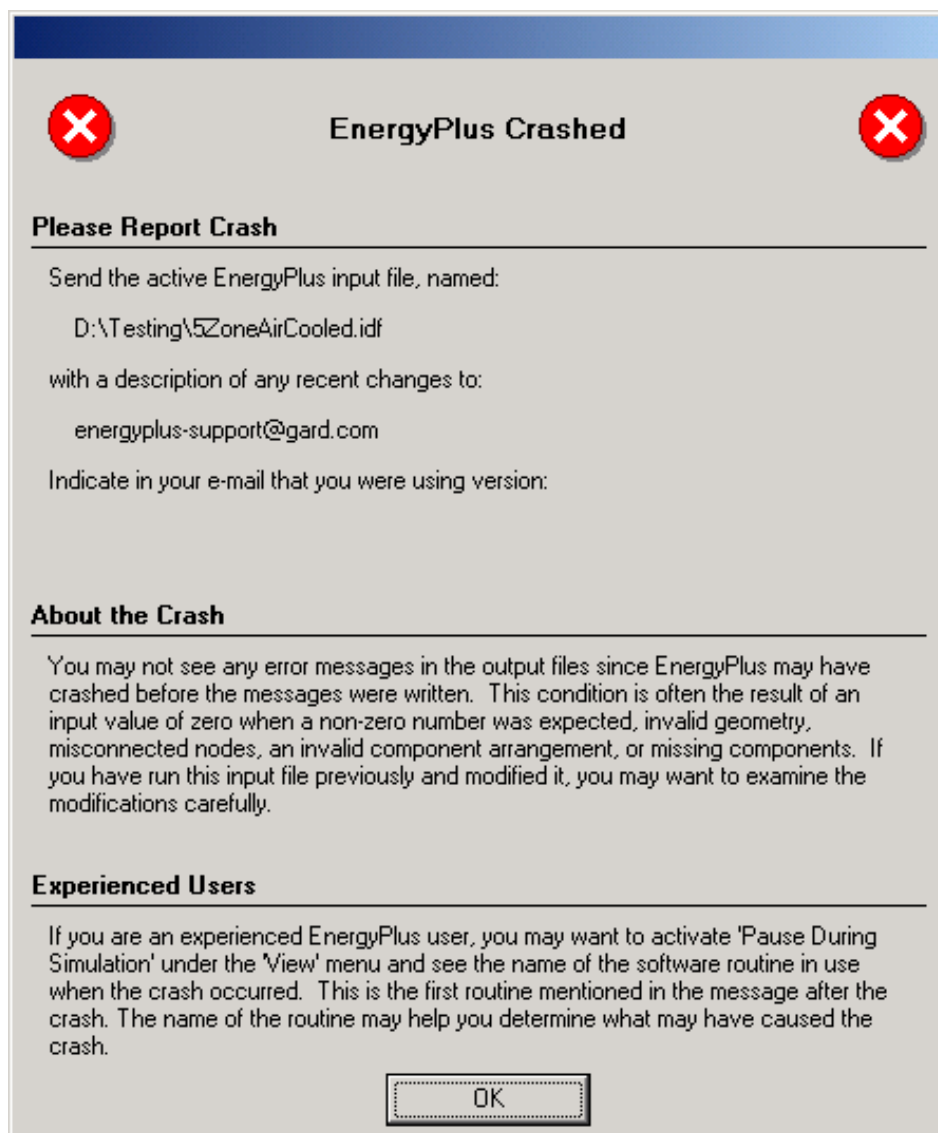 EnergyPlus Crashed
Please Report Crash
Send the active EnergyPlus input file, named:
D:\Testing\5ZoneAirCooled.idf
with a description of any recent changes to:
energyplus-support@gard.com
Indicate in your e-mail that you were using version:
About the Crash
You may not see any error messages in the output files since EnergyPlus may have
crashed before the messages were written.  This condition is often the result of an
input value of zero when a non-zero number was expected, invalid geometry,
misconnected nodes, an invalid component arrangement, or missing components.  If
you have run this input file previously and modified it, you may want to examine the
modifications carefully.
Experienced Users
If you are an experienced EnergyPlus user, you may want to activate 'Pause During
Simulation' under the 'View' menu and see the name of the software routine in use
when the crash occurred.  This is the first routine mentioned in the message after the
crash. The name of the routine may help you determine what may have caused the
crash.
OK